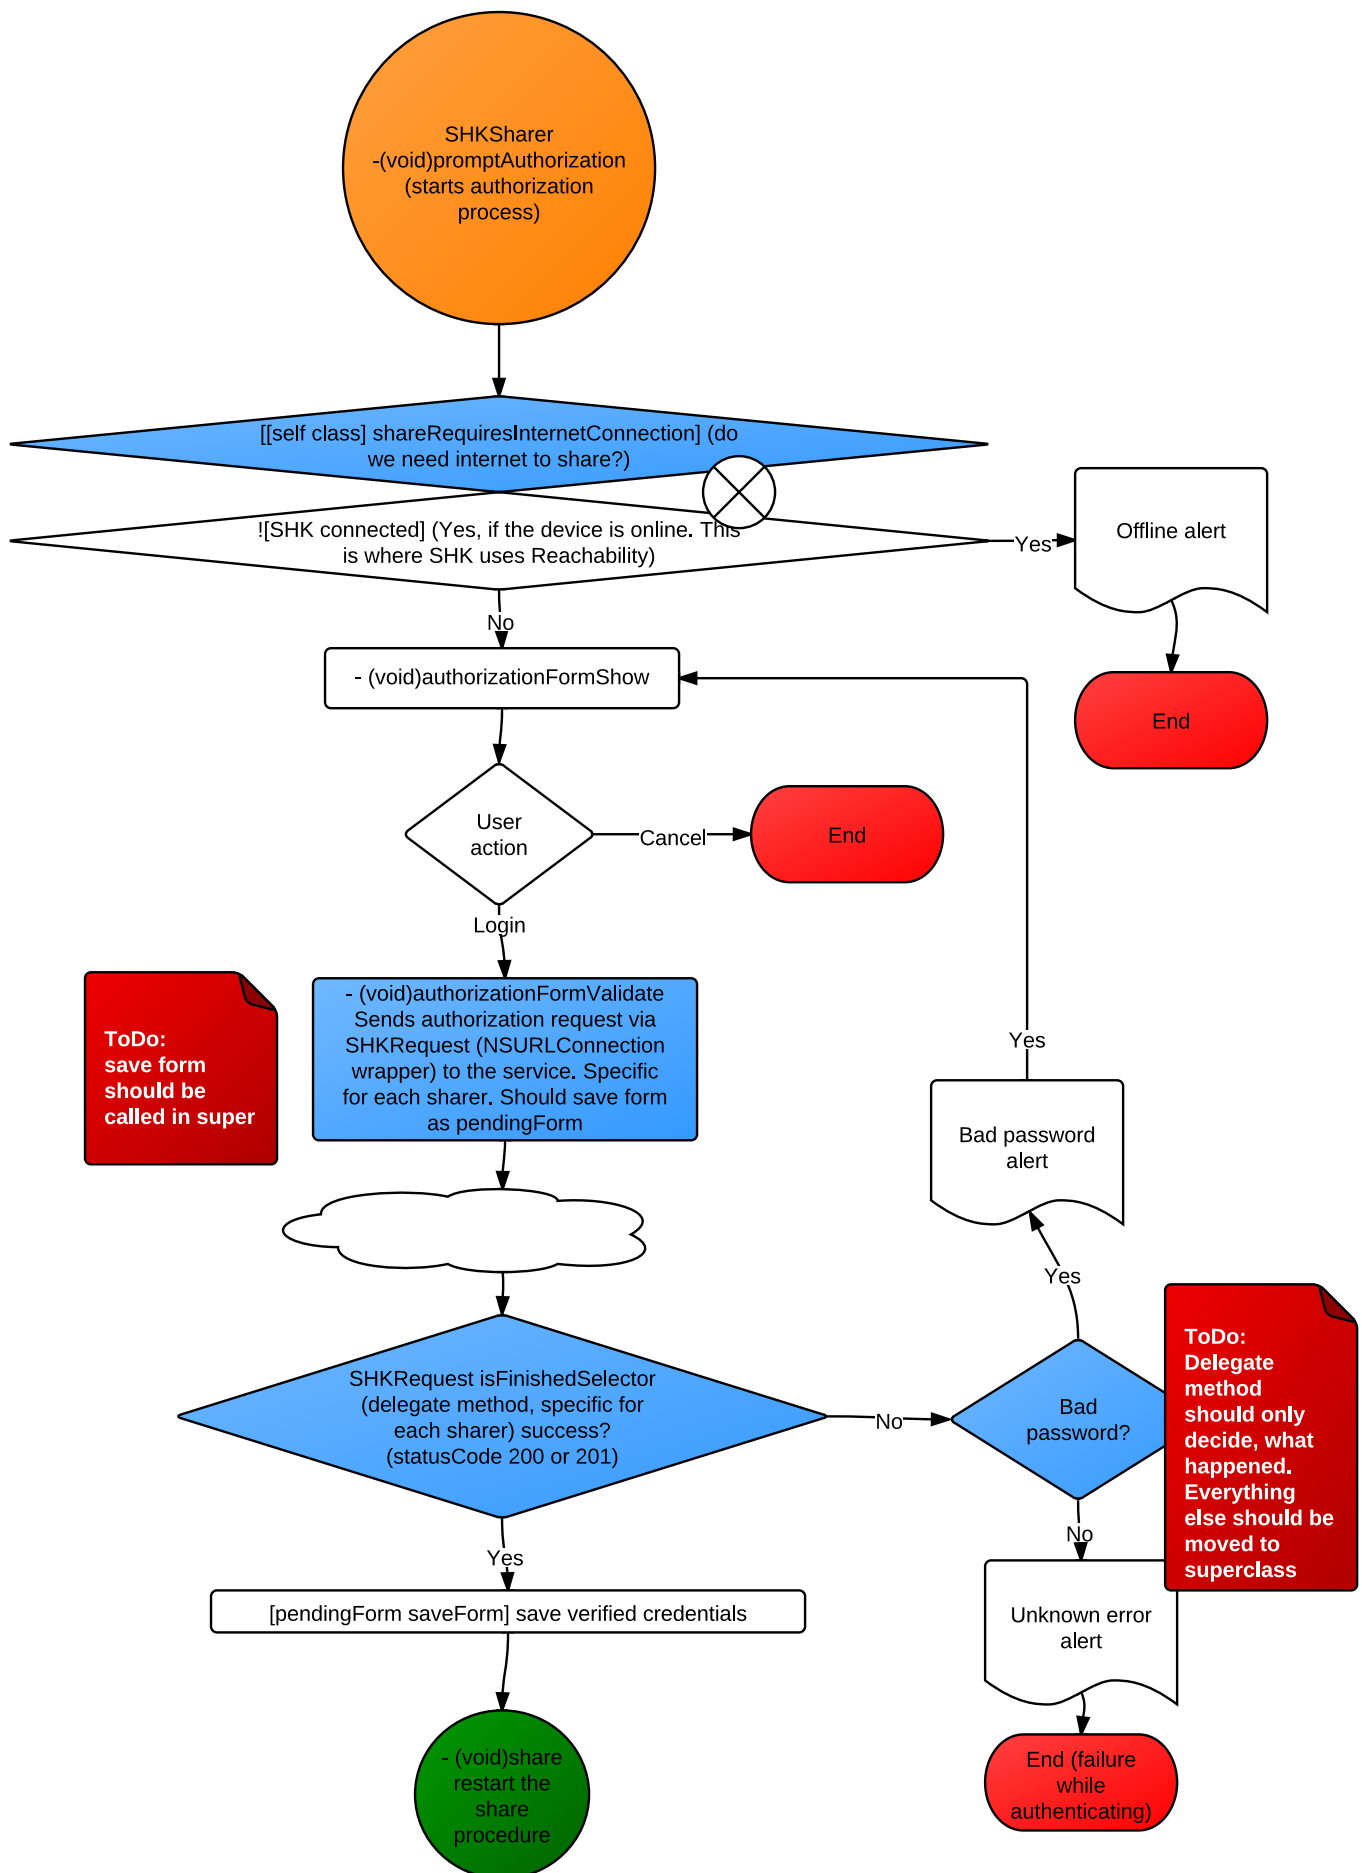 SHKSharer
-(void)promptAuthorization
(starts authorization
process)
[[self class] shareRequiresInternetConnection] (do
we need internet to share?)
![SHK connected] (Yes, if the device is online. This
is where SHK uses Reachability)
Yes
Offline alert
End
No
- (void)authorizationFormShow
User
action
Cancel
End
Login
- (void)authorizationFormValidate
Sends authorization request via
SHKRequest (NSURLConnection
wrapper) to the service. Specific
for each sharer. Should save form
as pendingForm
ToDo:
save form
should be
called in super
Yes
Bad password
alert
Yes
SHKRequest isFinishedSelector
(delegate method, specific for
each sharer) success?
(statusCode 200 or 201)
No
Bad
password?
ToDo:
Delegate
method
should only
decide, what
happened.
Everything
else should be
moved to
superclass
No
Unknown error
alert
End (failure
while
authenticating)
Yes
[pendingForm saveForm] save verified credentials
- (void)share
restart the
share
procedure